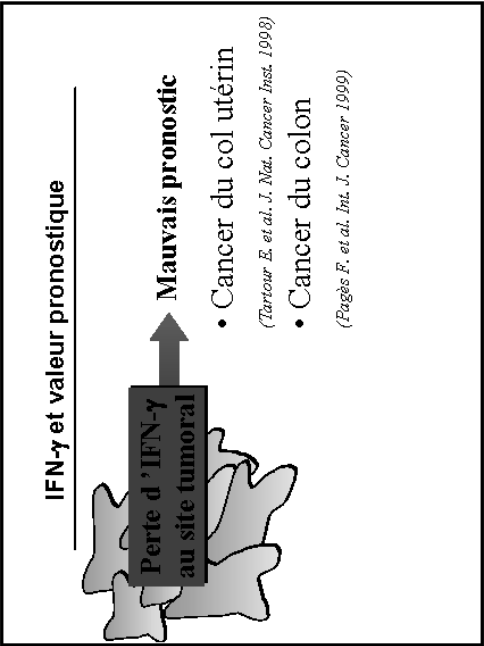 IFN-γ et valeur pronostique
Perte d'IFN-γ
au site tumoral
Mauvais pronostic
• Cancer du col utérin
(Tartour E. et al. J. Nat. Cancer Inst. 1998)
• Cancer du colon
(Pagès F. et al. Int. J. Cancer 1999)